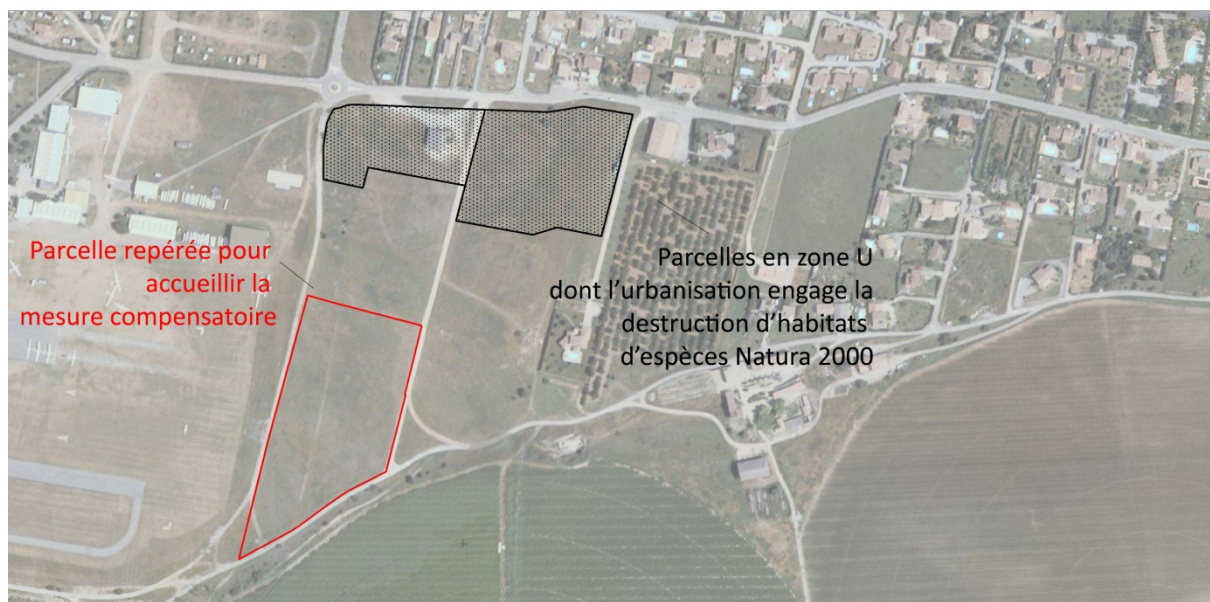 Parcelle repérée pour
accueillir la
mesure compensatoire
Parcelles en zone U
dont l'urbanisation engage la
destruction d'habitats
d'espèces Natura 2000